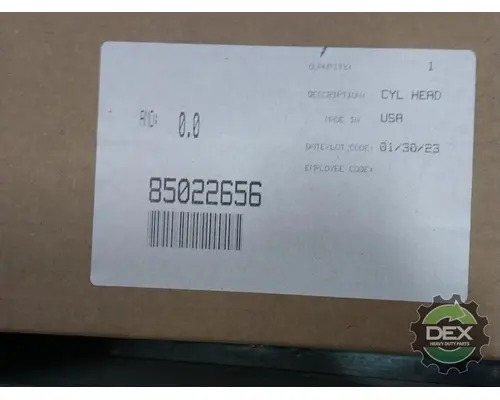 QUANTITY: 1
DESCRIPTION: CYL HEAD
MADE IN USA
RND: 0.0
DATE/LOT CODE: 01/30/23
EMPLOYEE CODE:
85022656
DEX
HEAVY DUTY PARTS